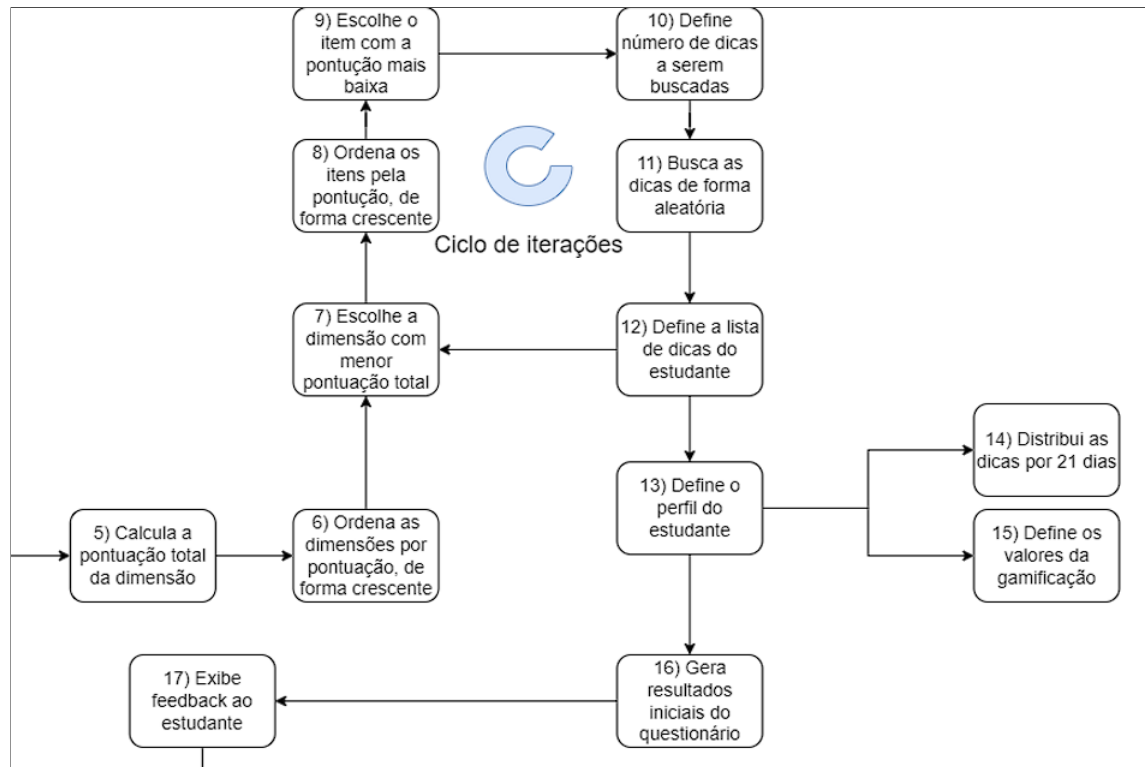 9) Escolhe o
item com a
pontução mais
baixa
10) Define
número de dicas
a serem
buscadas
8) Ordena os
itens pela
pontução, de
forma crescente
11) Busca as
dicas de forma
aleatória
Ciclo de iterações
7) Escolhe a
dimensão com
menor
pontuação total
12) Define a lista
de dicas do
estudante
14) Distribui as
dicas por 21 dias
13) Define o
perfil do
estudante
5) Calcula a
pontuação total
da dimensão
6) Ordena as
dimensões por
pontuação, de
forma crescente
15) Define os
valores da
gamificação
17) Exibe
feedback ao
estudante
16) Gera
resultados
iniciais do
questionário